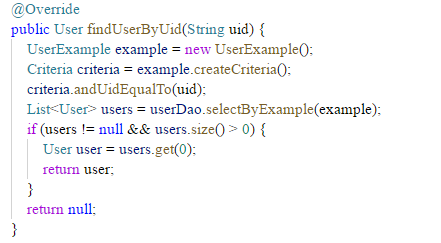 @Override
public User findUserByUid(String uid) {
UserExample example = new UserExample();
Criteria criteria = example.createCriteria();
criteria.andUidEqualTo(uid);
List<User> users = userDao.selectByExample(example);
if (users != null && users.size() > 0) {
User user = users.get(0);
return user;
}
return null;
}